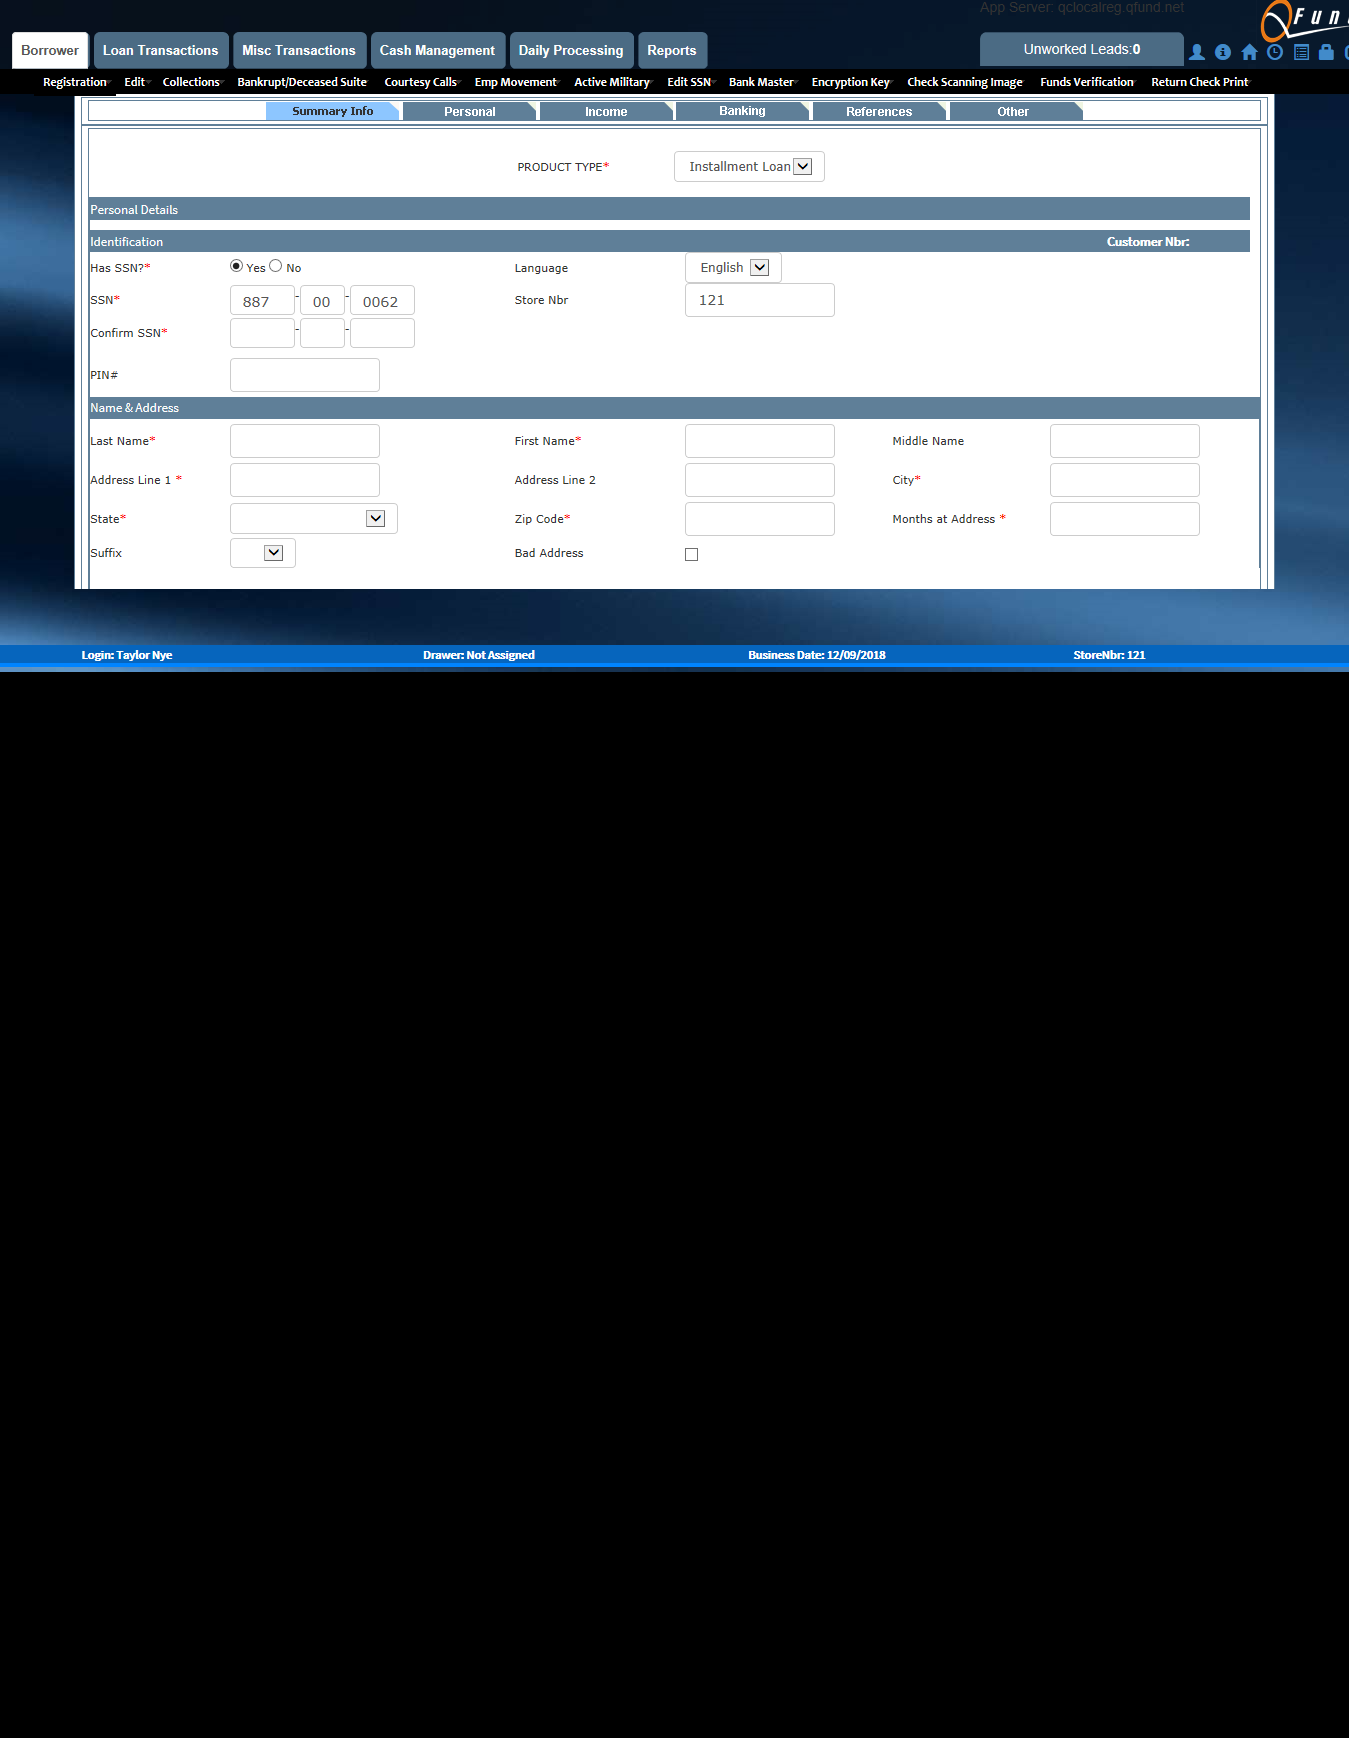 App Server: qclocalreg.qfund.net
QFun
Borrower Loan Transactions Misc Transactions Cash Management Daily Processing Reports Unworked Leads:0
Registration Edit Collections Bankrupt/Deceased Suite Courtesy Calls Emp Movement Active Military Edit SSN Bank Master Encryption Key Check Scanning Image Funds Verification Return Check Print
Summary Info Personal Income Banking References Other
PRODUCT TYPE* Installment Loan
Personal Details
Identification Customer Nbr:
Has SSN?* Yes No Language English
SSN* 887 - 00 - 0062 Store Nbr 121
Confirm SSN* - -
PIN#
Name & Address
Last Name* First Name* Middle Name
Address Line 1 * Address Line 2 City*
State* Zip Code* Months at Address *
Suffix Bad Address
Login: Taylor Nye Drawer: Not Assigned Business Date: 12/09/2018 StoreNbr: 121